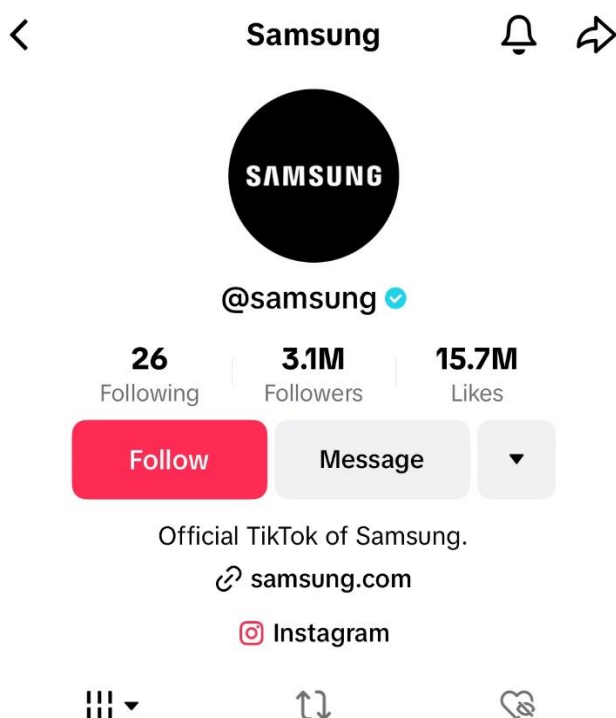 Samsung
SAMSUNG
@samsung
26 3.1M 15.7M
Following Followers Likes
Follow Message
Official TikTok of Samsung.
samsung.com
Instagram